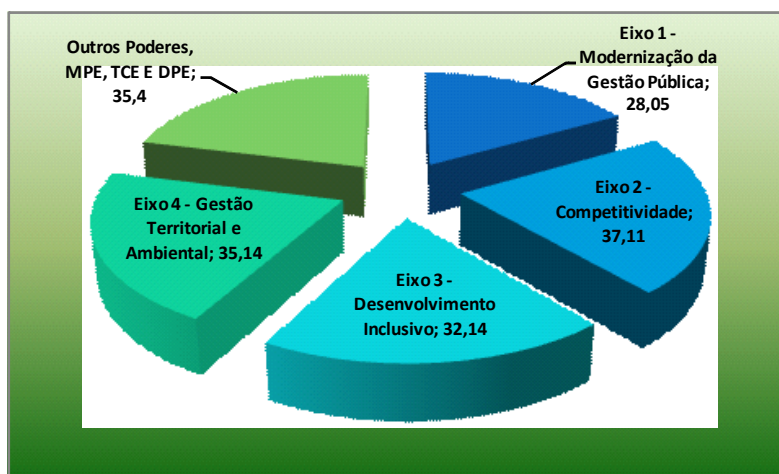 Outros Poderes,
MPE, TCE E DPE;
35,4
Eixo 1 -
Modernização da
Gestão Pública;
28,05
Eixo 2 -
Competitividade;
37,11
Eixo 3 -
Desenvolvimento
Inclusivo; 32,14
Eixo 4 - Gestão
Territorial e
Ambiental; 35,14